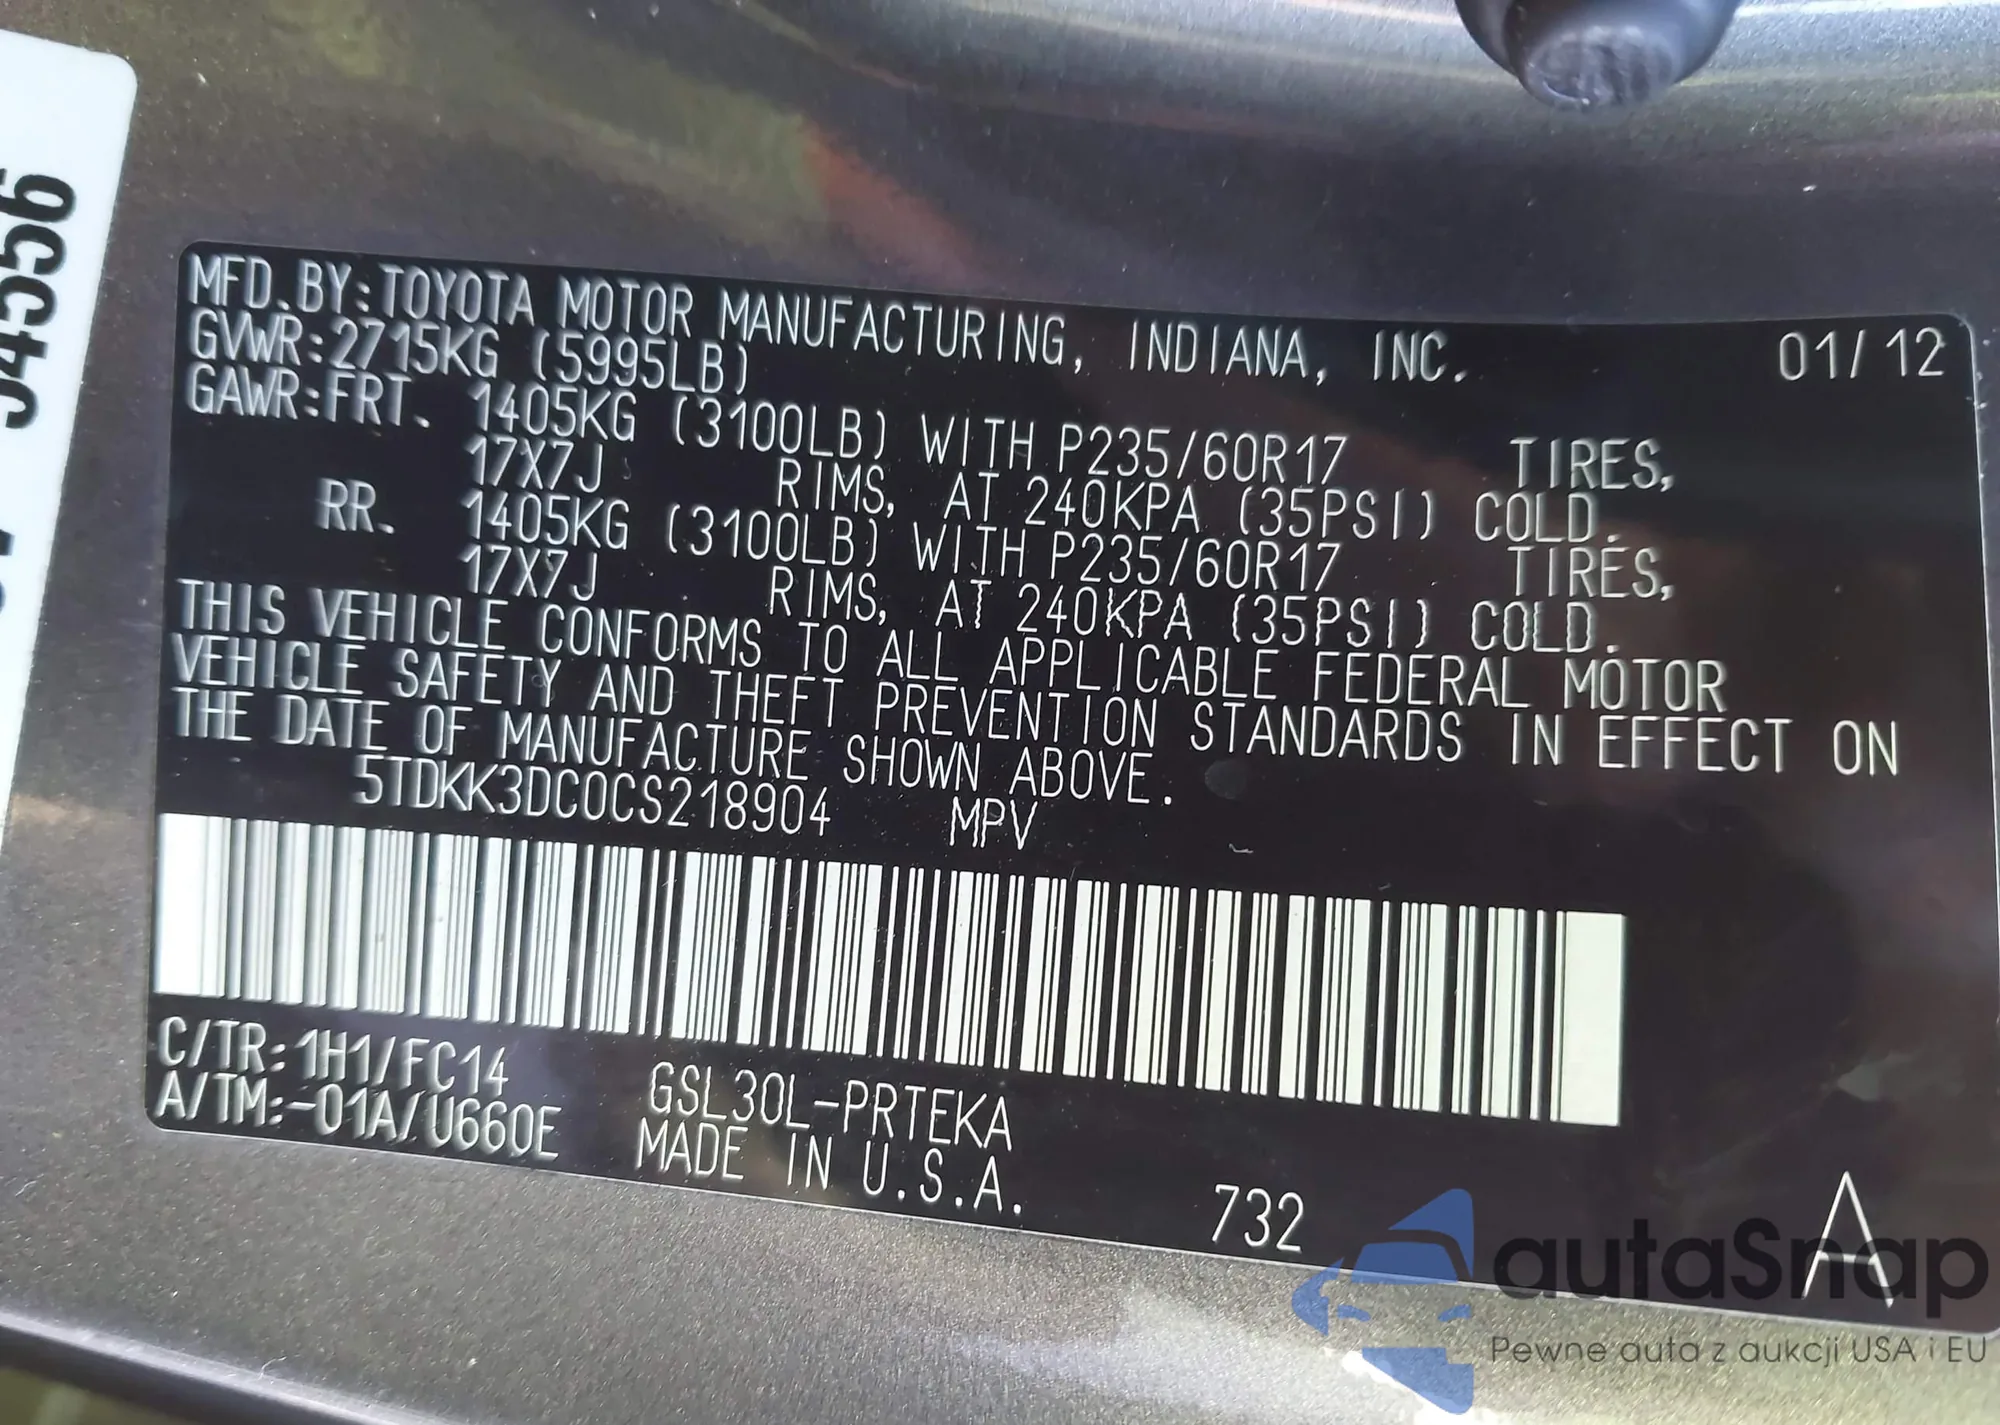 MFD.BY:TOYOTA MOTOR MANUFACTURING, INDIANA, INC. 01/12
GVWR:2715KG (5995LB)
GAWR:FRT. 1405KG (3100LB) WITH P235/60R17 TIRES,
17X7J RIMS, AT 240KPA (35PSI) COLD.
RR. 1405KG (3100LB) WITH P235/60R17 TIRES,
17X7J RIMS, AT 240KPA (35PSI) COLD.
THIS VEHICLE CONFORMS TO ALL APPLICABLE FEDERAL MOTOR
VEHICLE SAFETY AND THEFT PREVENTION STANDARDS IN EFFECT ON
THE DATE OF MANUFACTURE SHOWN ABOVE.
5TDKK3DC0CS218904 MPV
C/TR:1H1/FC14
A/TM:-01A/U660E
GSL30L-PRTEKA
MADE IN U.S.A.
732
A
autaSnap
Pewne auta z aukcji USA i EU